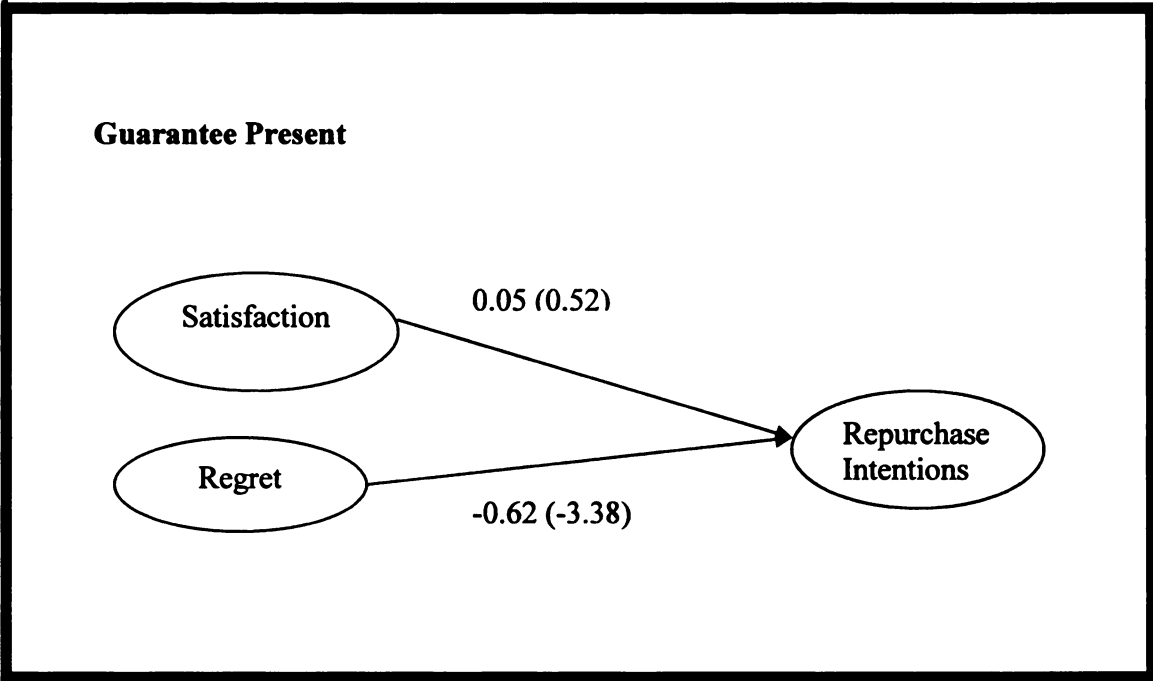 Guarantee Present
Satisfaction
0.05 (0.52)
Regret
-0.62 (-3.38)
Repurchase
Intentions